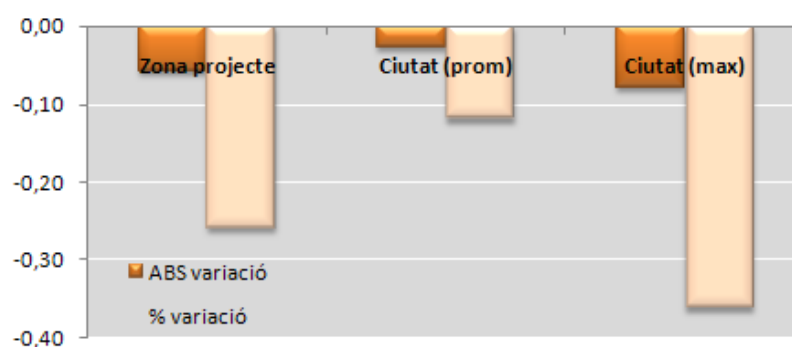 0,00
Zona projecte Ciutat (prom) Ciutat (max)
-0,10
-0,20
-0,30
ABS variació
% variació
-0,40